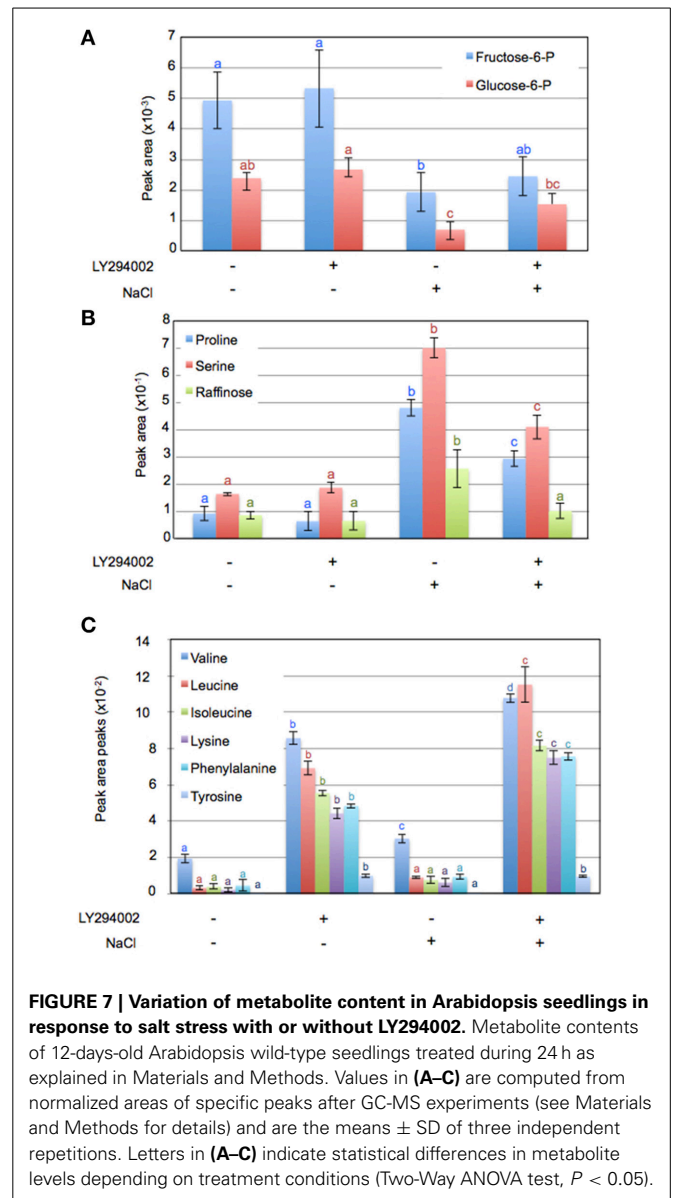 A
Peak area (x10-3)
7
6
5
4
3
2
1
0
Fructose-6-P
Glucose-6-P
a
ab
a
a
b
c
ab
bc
LY294002 - + - +
NaCl - - + +
B
Peak area (x10-1)
8
7
6
5
4
3
2
1
0
Proline
Serine
Raffinose
a a a
a a a
b b b
c c a
LY294002 - + - +
NaCl - - + +
C
Peak area peaks (x10-2)
14
12
10
8
6
4
2
0
Valine
Leucine
Isoleucine
Lysine
Phenylalanine
Tyrosine
a a a a a a
b b b b b b
c a a a a a
d c c c c b
LY294002 - + - +
NaCl - - + +
FIGURE 7 | Variation of metabolite content in Arabidopsis seedlings in
response to salt stress with or without LY294002. Metabolite contents
of 12-days-old Arabidopsis wild-type seedlings treated during 24 h as
explained in Materials and Methods. Values in (A–C) are computed from
normalized areas of specific peaks after GC-MS experiments (see Materials
and Methods for details) and are the means ± SD of three independent
repetitions. Letters in (A–C) indicate statistical differences in metabolite
levels depending on treatment conditions (Two-Way ANOVA test, P < 0.05).